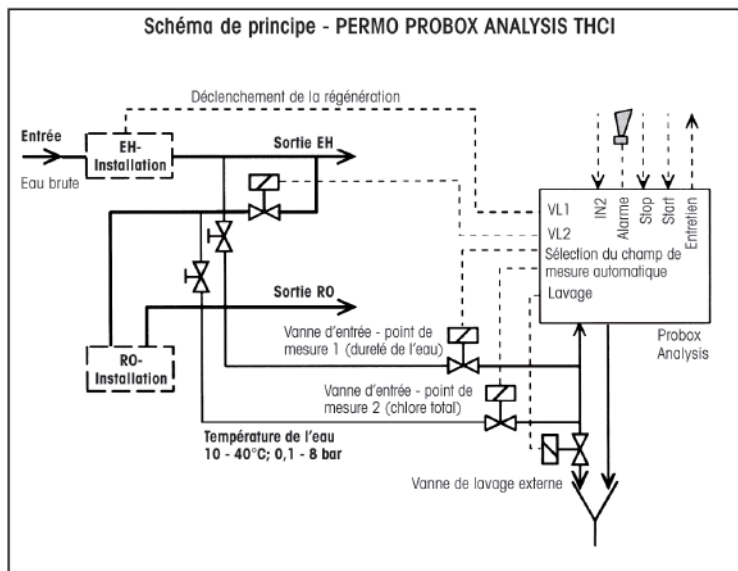 Schéma de principe - PERMO PROBOX ANALYSIS THCI
Déclenchement de la régénération
Entrée
Eau brute
EH-
Installation
Sortie EH
VL1
VL2
IN2
Alarme
Stop
Start
Entretien
Sélection du champ de
mesure automatique
Lavage
Probox
Analysis
Sortie RO
RO-
Installation
Vanne d'entrée - point de
mesure 1 (dureté de l'eau)
Vanne d'entrée - point de
mesure 2 (chlore total)
Température de l'eau
10 - 40°C; 0,1 - 8 bar
Vanne de lavage externe